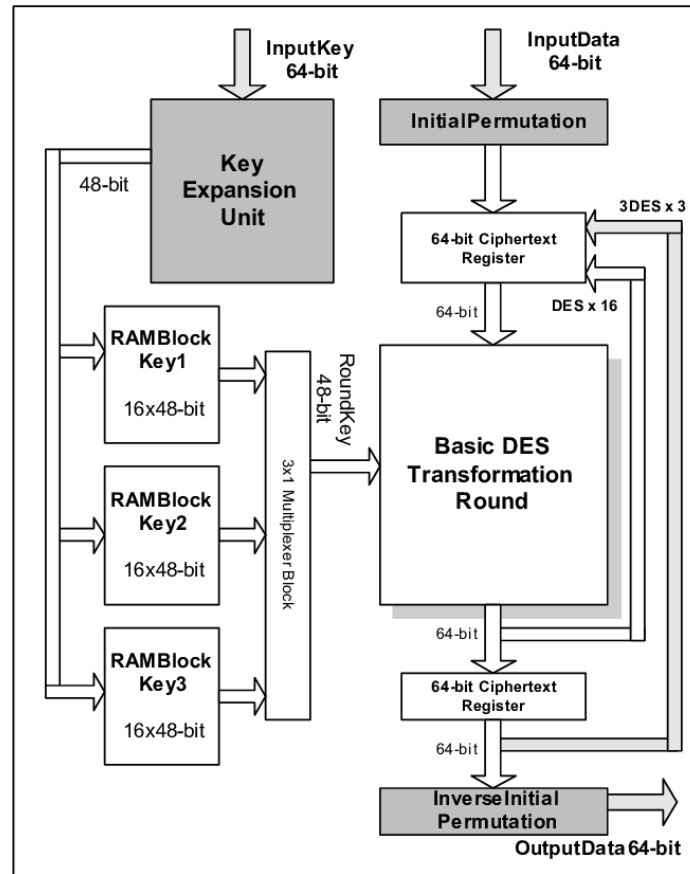 InputKey
64-bit
InputData
64-bit
Key
Expansion
Unit
InitialPermutation
48-bit
3DES x 3
64-bit Ciphertext
Register
DES x 16
64-bit
RAMBlock
Key1
16x48-bit
RAMBlock
Key2
16x48-bit
RAMBlock
Key3
16x48-bit
3x1 Multiplexer Block
RoundKey
48-bit
Basic DES
Transformation
Round
64-bit
64-bit Ciphertext
Register
64-bit
InverseInitial
Permutation
OutputData 64-bit